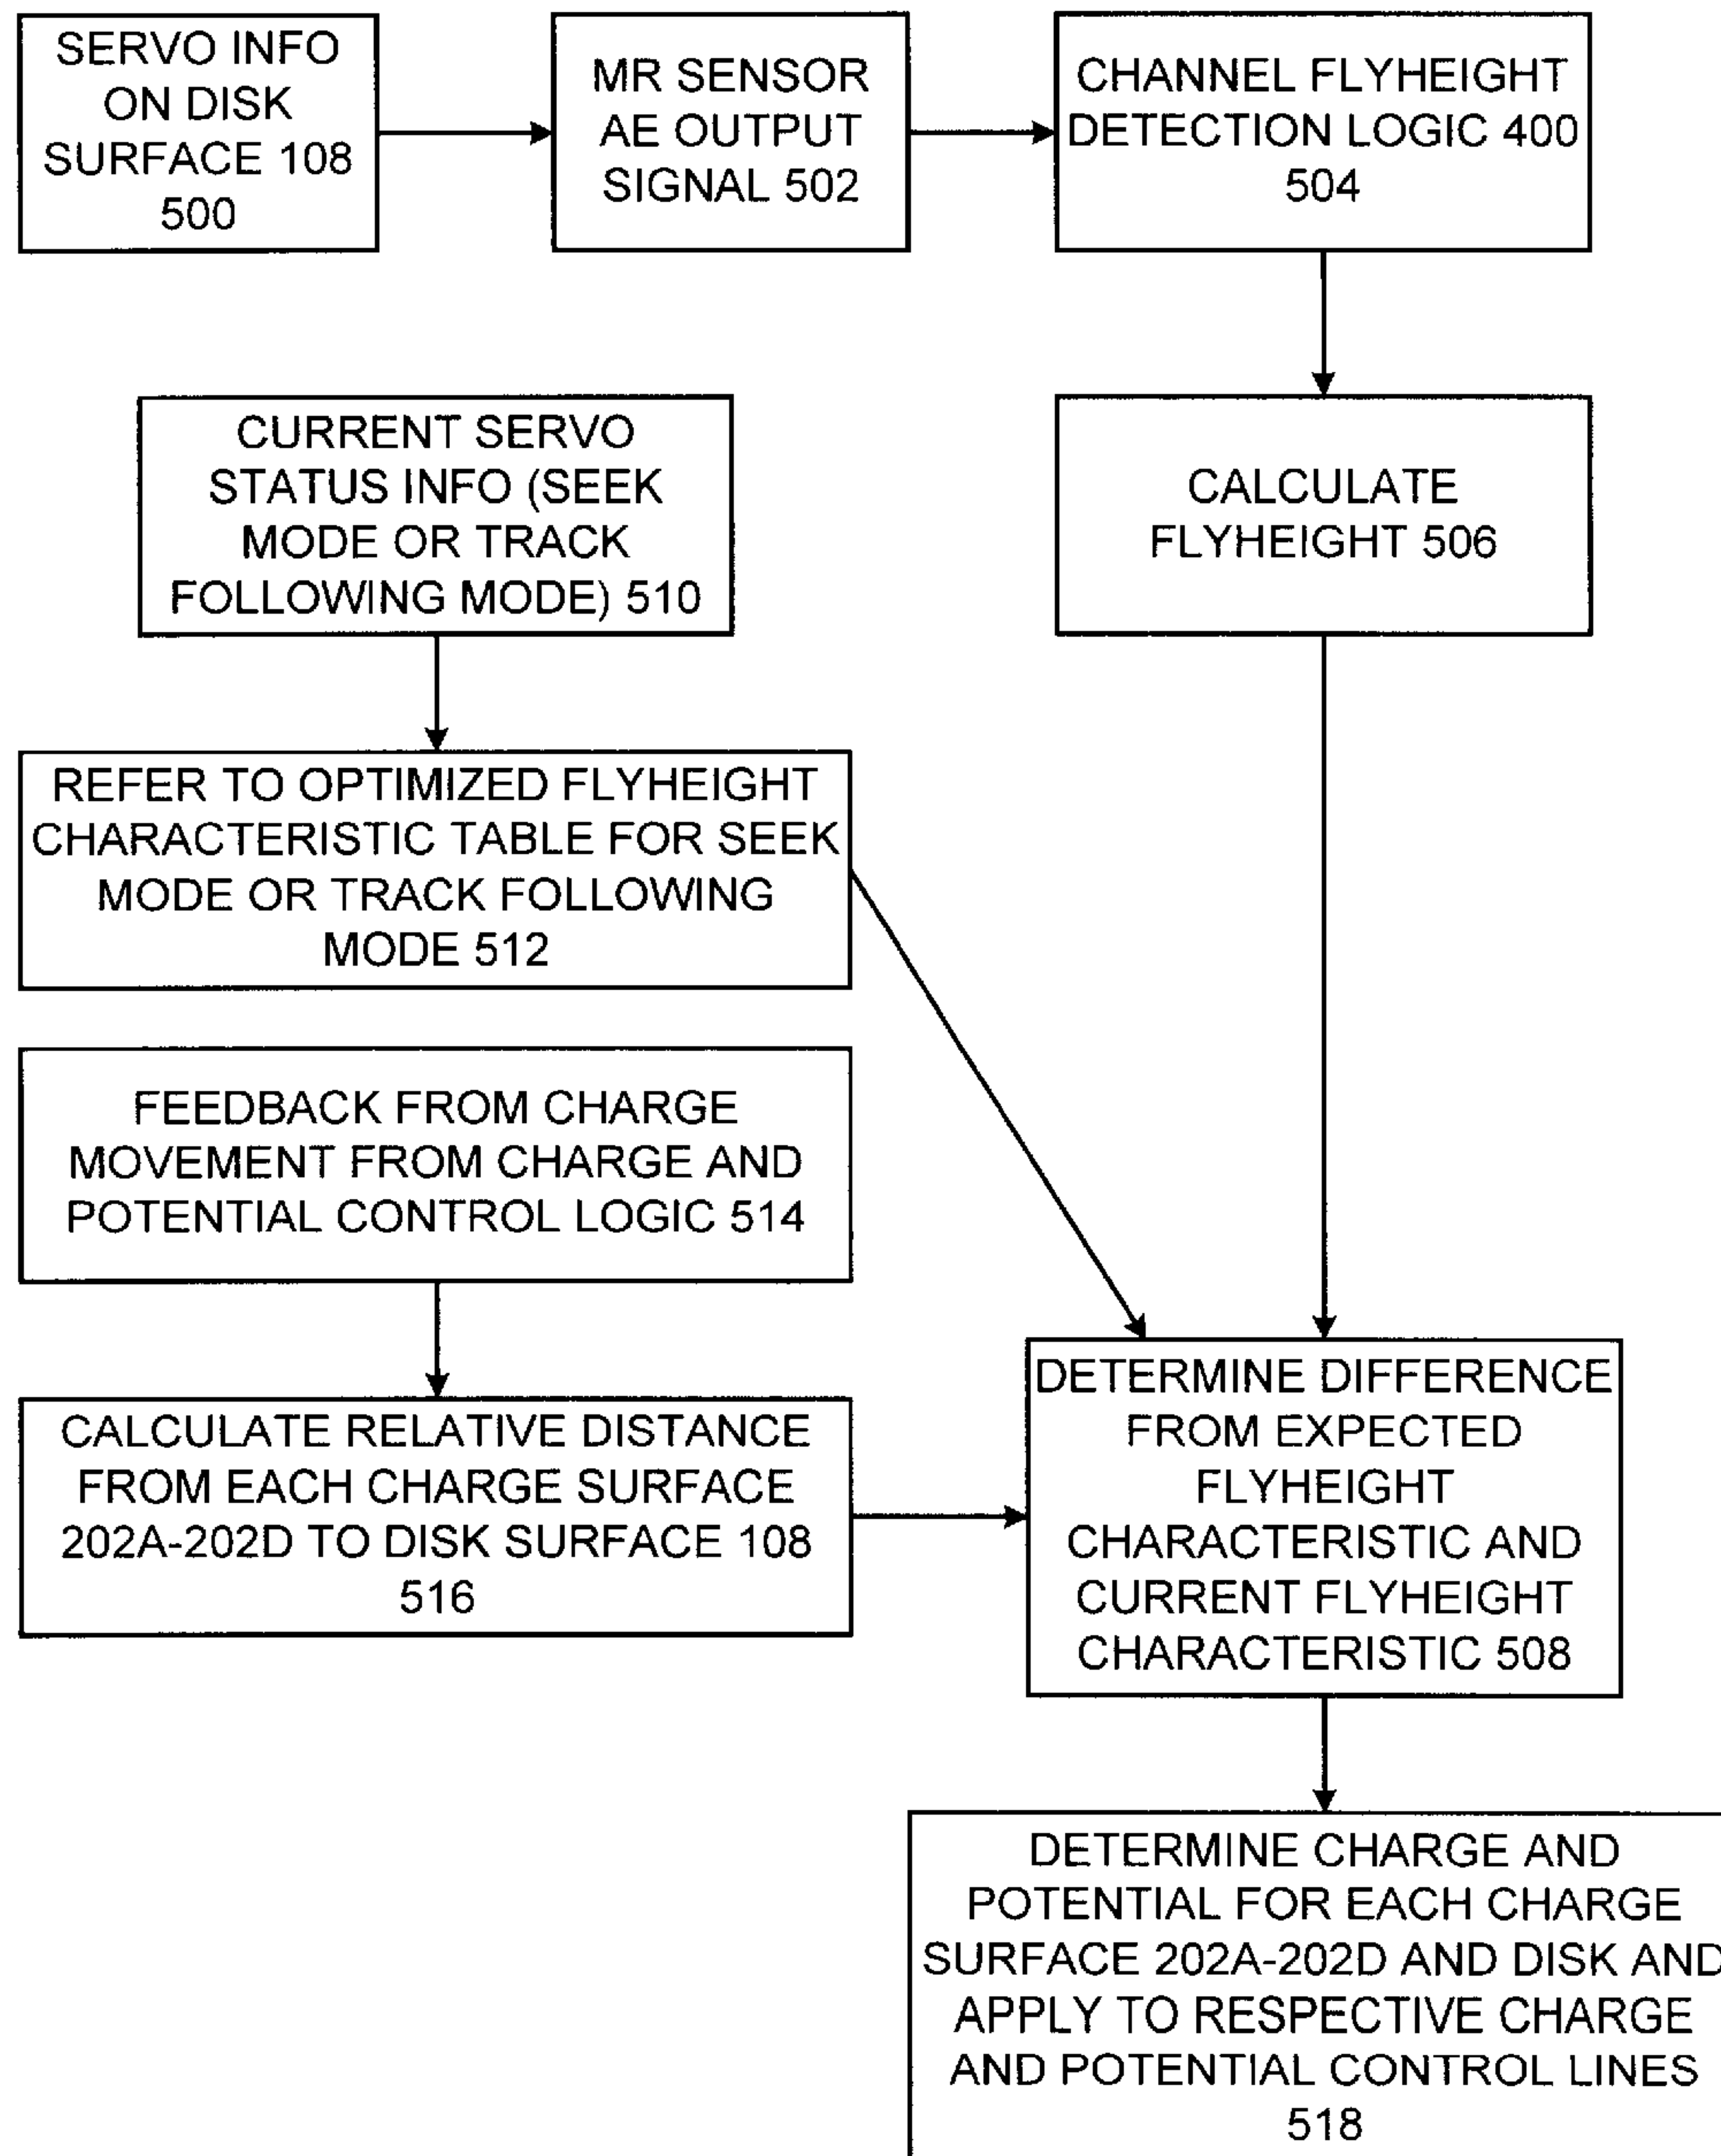 SERVO INFO
ON DISK
SURFACE 108
500
MR SENSOR
AE OUTPUT
SIGNAL 502
CHANNEL FLYHEIGHT
DETECTION LOGIC 400
504
CURRENT SERVO
STATUS INFO (SEEK
MODE OR TRACK
FOLLOWING MODE) 510
CALCULATE
FLYHEIGHT 506
REFER TO OPTIMIZED FLYHEIGHT
CHARACTERISTIC TABLE FOR SEEK
MODE OR TRACK FOLLOWING
MODE 512
FEEDBACK FROM CHARGE
MOVEMENT FROM CHARGE AND
POTENTIAL CONTROL LOGIC 514
CALCULATE RELATIVE DISTANCE
FROM EACH CHARGE SURFACE
202A-202D TO DISK SURFACE 108
516
DETERMINE DIFFERENCE
FROM EXPECTED
FLYHEIGHT
CHARACTERISTIC AND
CURRENT FLYHEIGHT
CHARACTERISTIC 508
DETERMINE CHARGE AND
POTENTIAL FOR EACH CHARGE
SURFACE 202A-202D AND DISK AND
APPLY TO RESPECTIVE CHARGE
AND POTENTIAL CONTROL LINES
518